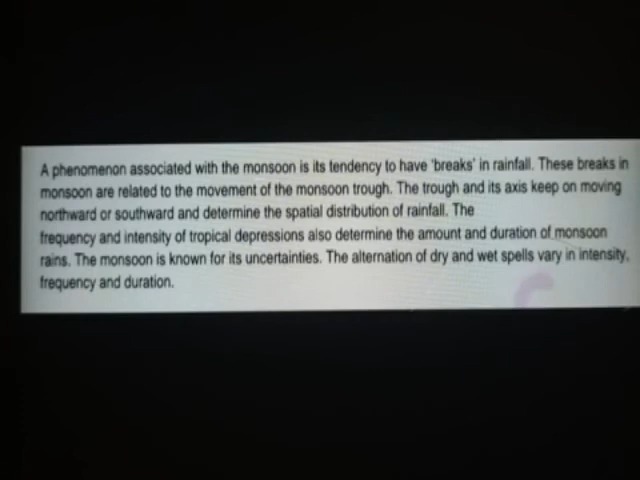 A phenomenon associated with the monsoon is its tendency to have 'breaks' in rainfall. These breaks in
monsoon are related to the movement of the monsoon trough. The trough and its axis keep on moving
northward or southward and determine the spatial distribution of rainfall. The
frequency and intensity of tropical depressions also determine the amount and duration of monsoon
rains. The monsoon is known for its uncertainties. The alternation of dry and wet spells vary in intensity,
frequency and duration.